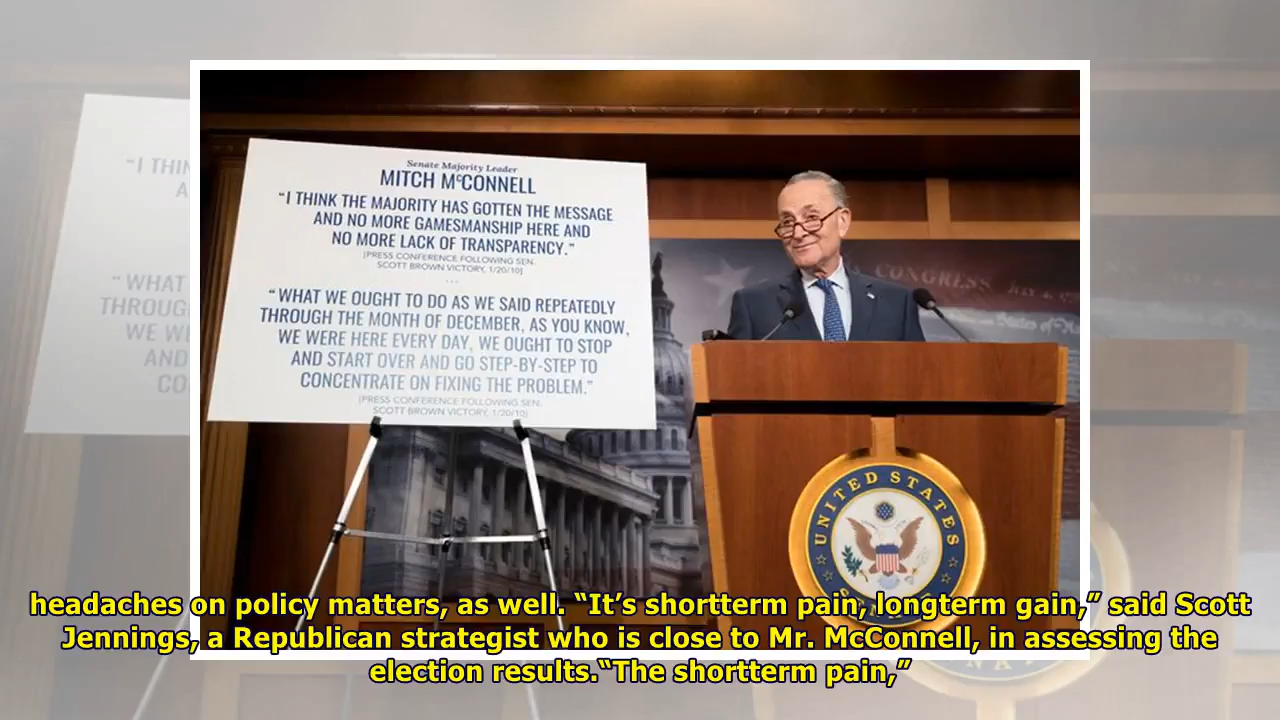 Senate Majority Leader
MITCH McCONNELL
“I THINK THE MAJORITY HAS GOTTEN THE MESSAGE
AND NO MORE GAMESMANSHIP HERE AND
NO MORE LACK OF TRANSPARENCY.”
[PRESS CONFERENCE FOLLOWING SEN.
SCOTT BROWN VICTORY, 1/20/10]
...
“WHAT WE OUGHT TO DO AS WE SAID REPEATEDLY
THROUGH THE MONTH OF DECEMBER, AS YOU KNOW,
WE WERE HERE EVERY DAY, WE OUGHT TO STOP
AND START OVER AND GO STEP-BY-STEP TO
CONCENTRATE ON FIXING THE PROBLEM.”
[PRESS CONFERENCE FOLLOWING SEN.
SCOTT BROWN VICTORY, 1/20/10]
CONGRESS,
UNITED STATES
headaches on policy matters, as well. “It’s shortterm pain, longterm gain,” said Scott
Jennings, a Republican strategist who is close to Mr. McConnell, in assessing the
election results.“The shortterm pain,”